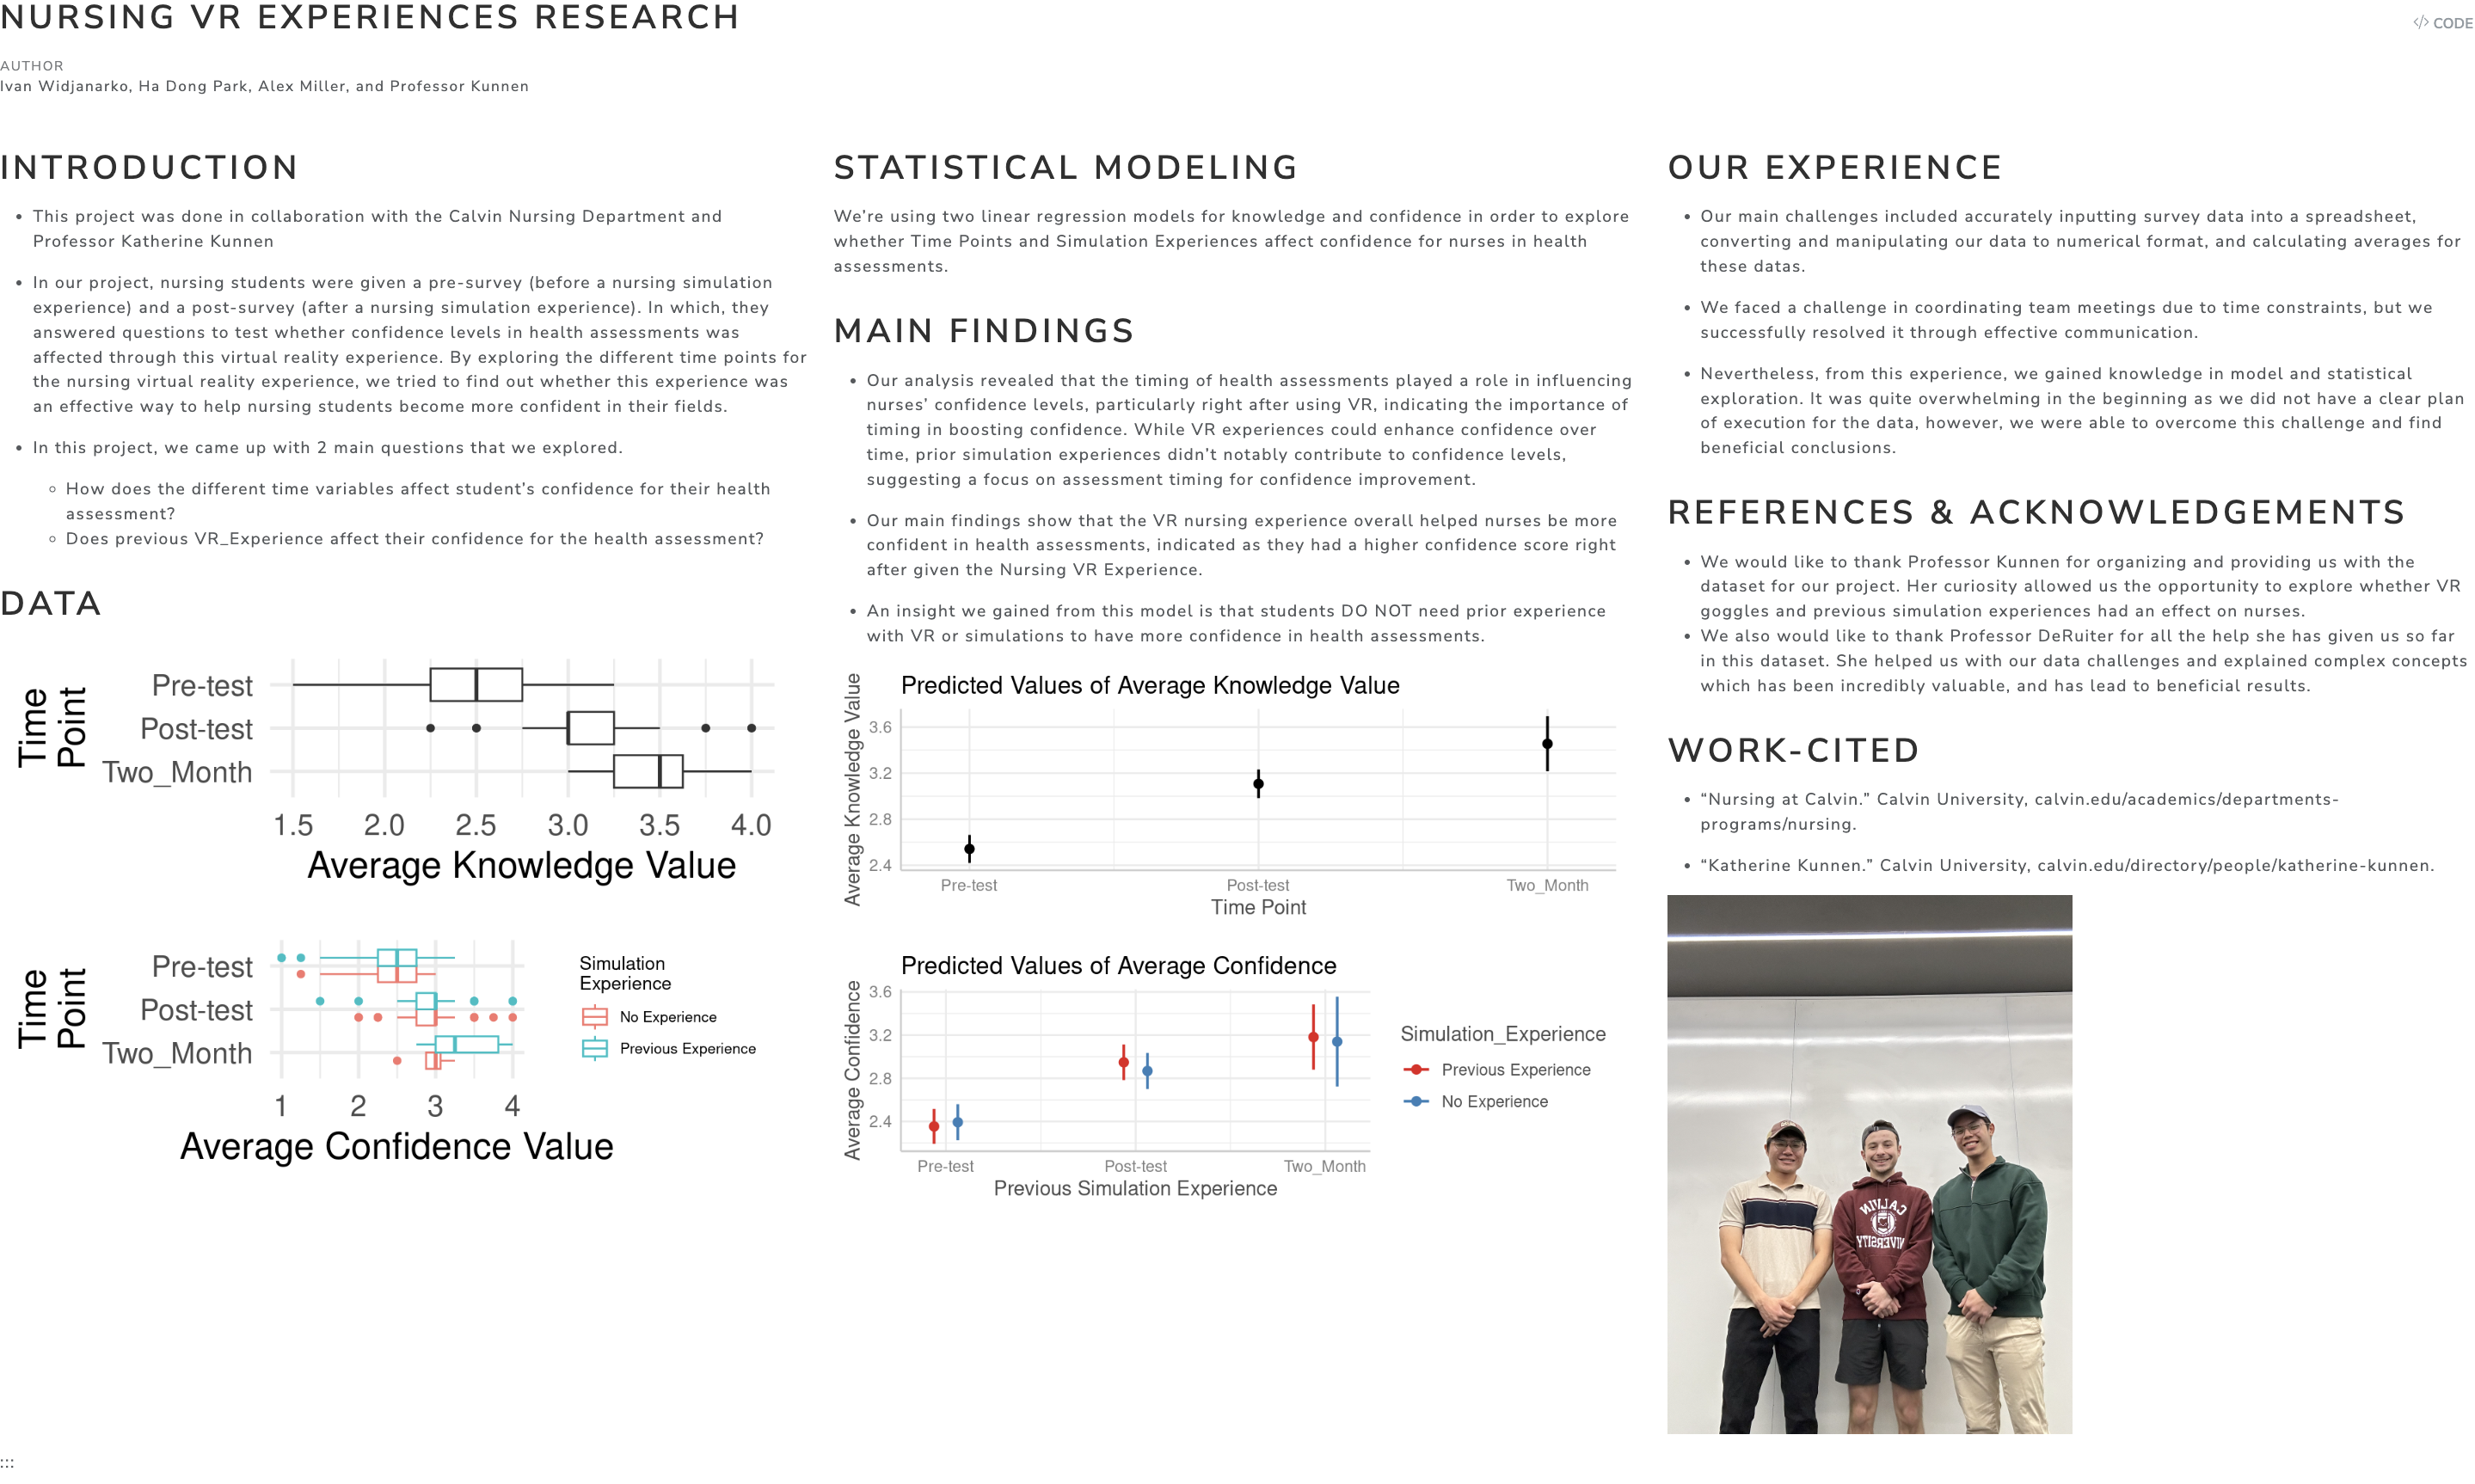 NURSING VR EXPERIENCES RESEARCH
</> CODE
AUTHOR
Ivan Widjanarko, Ha Dong Park, Alex Miller, and Professor Kunnen
INTRODUCTION
• This project was done in collaboration with the Calvin Nursing Department and
Professor Katherine Kunnen
• In our project, nursing students were given a pre-survey (before a nursing simulation
experience) and a post-survey (after a nursing simulation experience). In which, they
answered questions to test whether confidence levels in health assessments was
affected through this virtual reality experience. By exploring the different time points for
the nursing virtual reality experience, we tried to find out whether this experience was
an effective way to help nursing students become more confident in their fields.
• In this project, we came up with 2 main questions that we explored.
◦ How does the different time variables affect student's confidence for their health
assessment?
◦ Does previous VR_Experience affect their confidence for the health assessment?
DATA
Time
Point
Pre-test
Post-test
Two_Month
1.5 2.0 2.5 3.0 3.5 4.0
Average Knowledge Value
Time
Point
Pre-test
Post-test
Two_Month
1 2 3 4
Average Confidence Value
Simulation
Experience
No Experience
Previous Experience
STATISTICAL MODELING
We're using two linear regression models for knowledge and confidence in order to explore
whether Time Points and Simulation Experiences affect confidence for nurses in health
assessments.
MAIN FINDINGS
• Our analysis revealed that the timing of health assessments played a role in influencing
nurses' confidence levels, particularly right after using VR, indicating the importance of
timing in boosting confidence. While VR experiences could enhance confidence over
time, prior simulation experiences didn't notably contribute to confidence levels,
suggesting a focus on assessment timing for confidence improvement.
• Our main findings show that the VR nursing experience overall helped nurses be more
confident in health assessments, indicated as they had a higher confidence score right
after given the Nursing VR Experience.
• An insight we gained from this model is that students DO NOT need prior experience
with VR or simulations to have more confidence in health assessments.
Predicted Values of Average Knowledge Value
Average Knowledge Value
3.6
3.2
2.8
2.4
Pre-test Post-test Two_Month
Time Point
Predicted Values of Average Confidence
Average Confidence
3.6
3.2
2.8
2.4
Pre-test Post-test Two_Month
Previous Simulation Experience
Simulation_Experience
Previous Experience
No Experience
OUR EXPERIENCE
• Our main challenges included accurately inputting survey data into a spreadsheet,
converting and manipulating our data to numerical format, and calculating averages for
these datas.
• We faced a challenge in coordinating team meetings due to time constraints, but we
successfully resolved it through effective communication.
• Nevertheless, from this experience, we gained knowledge in model and statistical
exploration. It was quite overwhelming in the beginning as we did not have a clear plan
of execution for the data, however, we were able to overcome this challenge and find
beneficial conclusions.
REFERENCES & ACKNOWLEDGEMENTS
• We would like to thank Professor Kunnen for organizing and providing us with the
dataset for our project. Her curiosity allowed us the opportunity to explore whether VR
goggles and previous simulation experiences had an effect on nurses.
• We also would like to thank Professor DeRuiter for all the help she has given us so far
in this dataset. She helped us with our data challenges and explained complex concepts
which has been incredibly valuable, and has lead to beneficial results.
WORK-CITED
• “Nursing at Calvin.” Calvin University, calvin.edu/academics/departments-
programs/nursing.
• “Katherine Kunnen.” Calvin University, calvin.edu/directory/people/katherine-kunnen.
CALVIN
UNIVERSITY
:::